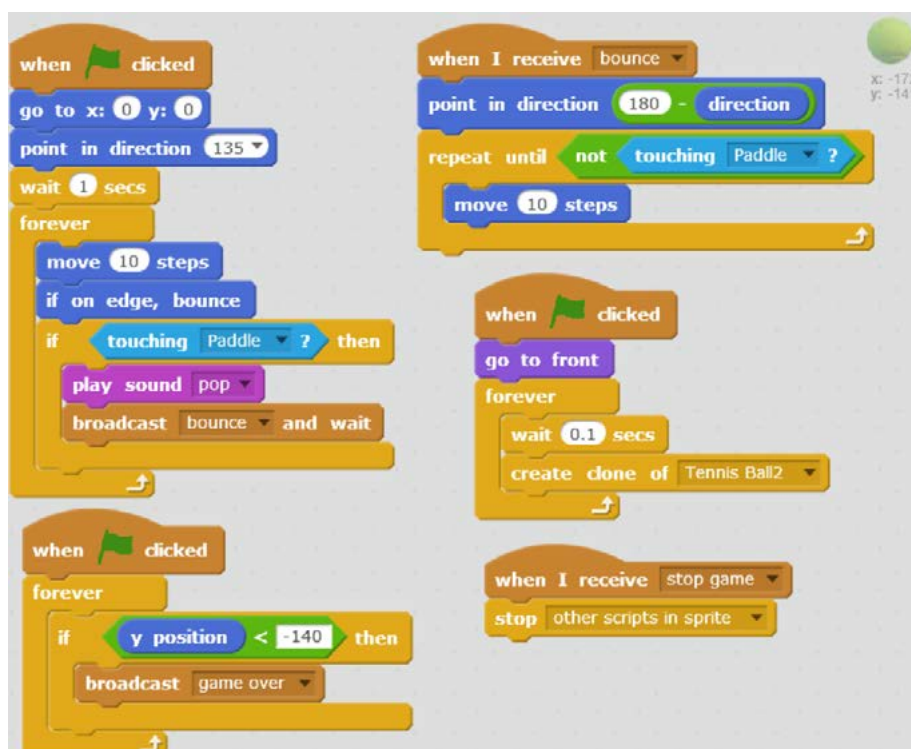 when clicked
go to x: 0 y: 0
point in direction 135
wait 1 secs
forever
move 10 steps
if on edge, bounce
if touching Paddle ? then
play sound pop
broadcast bounce and wait
when clicked
forever
if y position < -140 then
broadcast game over
when I receive bounce
point in direction 180 - direction
repeat until not touching Paddle ?
move 10 steps
when clicked
go to front
forever
wait 0.1 secs
create clone of Tennis Ball2
when I receive stop game
stop other scripts in sprite
x: -17
y: -14